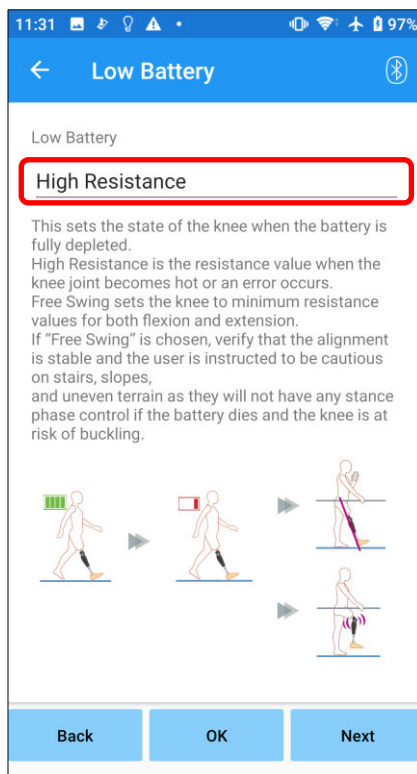 11:31 97%
Low Battery
Low Battery
High Resistance
This sets the state of the knee when the battery is
fully depleted.
High Resistance is the resistance value when the
knee joint becomes hot or an error occurs.
Free Swing sets the knee to minimum resistance
values for both flexion and extension.
If “Free Swing” is chosen, verify that the alignment
is stable and the user is instructed to be cautious
on stairs, slopes,
and uneven terrain as they will not have any stance
phase control if the battery dies and the knee is at
risk of buckling.
Back OK Next